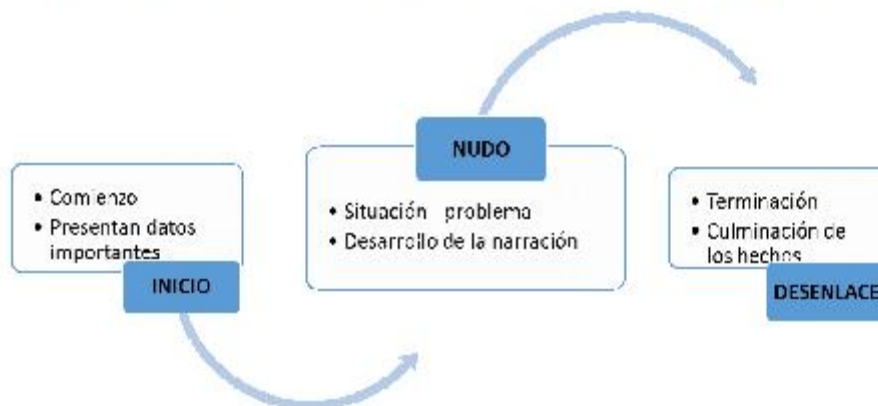 • Comienzo
• Presentan datos
importantes
INICIO
NUDO
• Situación problema
• Desarrollo de la narración
• Terminación
• Culminación de
los hechos
DESENLACE